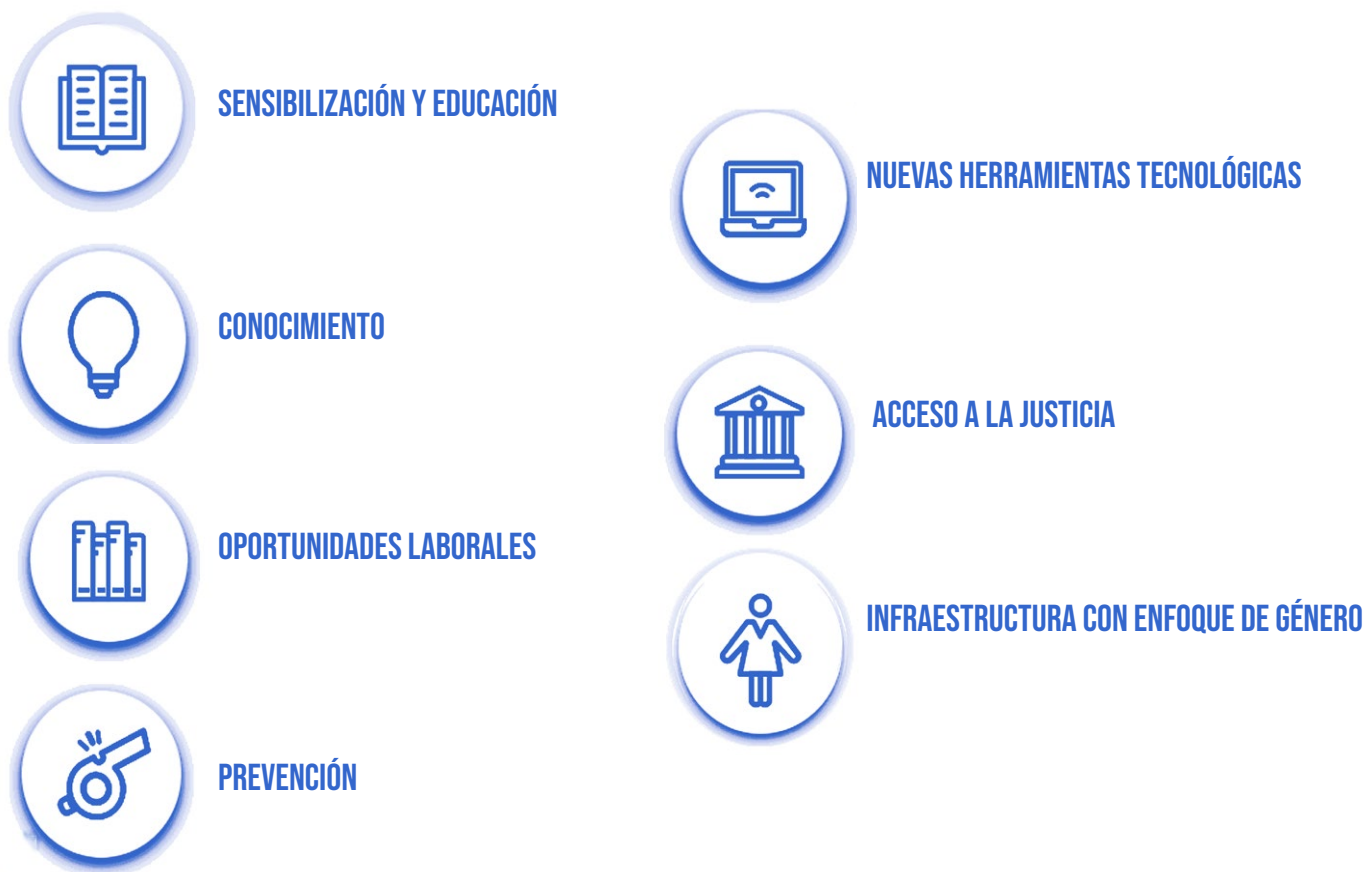 SENSIBILIZACIÓN Y EDUCACIÓN
CONOCIMIENTO
OPORTUNIDADES LABORALES
PREVENCIÓN
NUEVAS HERRAMIENTAS TECNOLÓGICAS
ACCESO A LA JUSTICIA
INFRAESTRUCTURA CON ENFOQUE DE GÉNERO